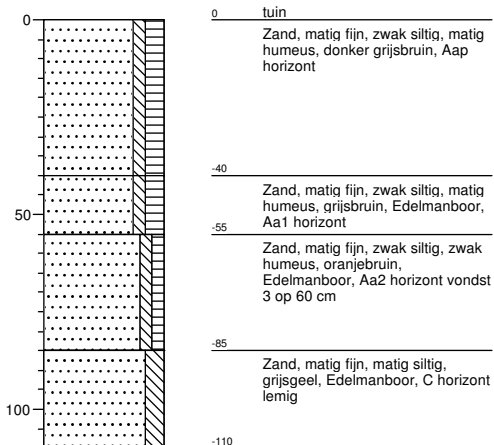 0
0 tuin
Zand, matig fijn, zwak siltig, matig
humeus, donker grijsbruin, Aap
horizont
-40
Zand, matig fijn, zwak siltig, matig
humeus, grijsbruin, Edelmanboor,
Aa1 horizont
50
-55
Zand, matig fijn, zwak siltig, zwak
humeus, oranjebruin,
Edelmanboor, Aa2 horizont vondst
3 op 60 cm
-85
Zand, matig fijn, matig siltig,
grijsgeel, Edelmanboor, C horizont
lemig
100
-110